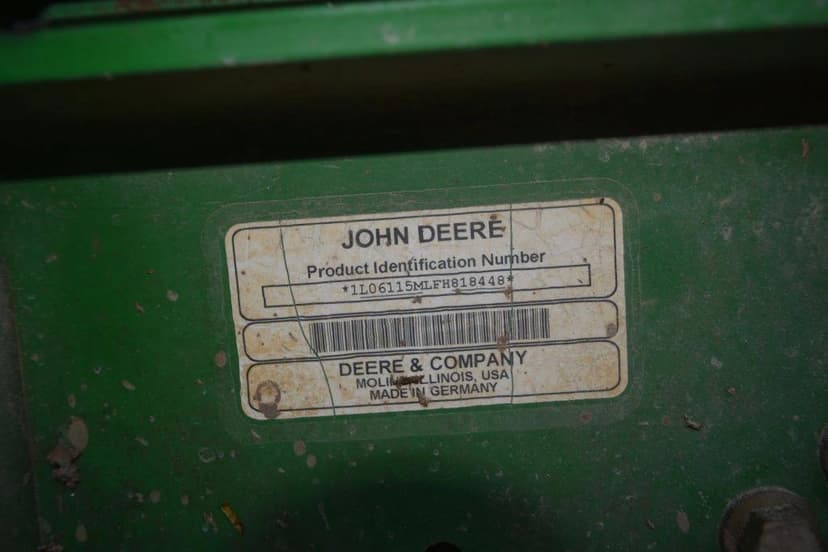 JOHN DEERE
Product Identification Number
*1L06115MLFH818448*
DEERE & COMPANY
MOLINE ILLINOIS, USA
MADE IN GERMANY